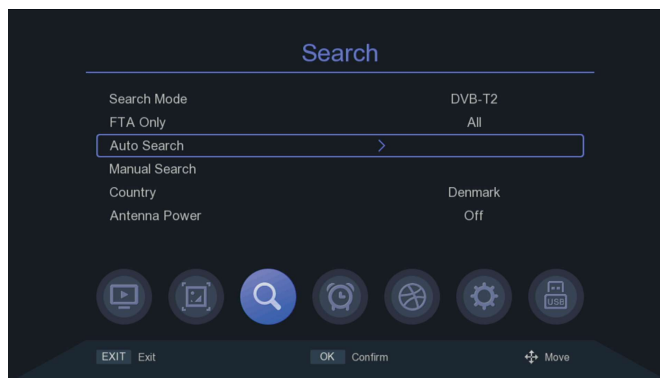 Search
Search Mode DVB-T2
FTA Only All
Auto Search >
Manual Search
Country Denmark
Antenna Power Off
USB
EXIT Exit OK Confirm Move